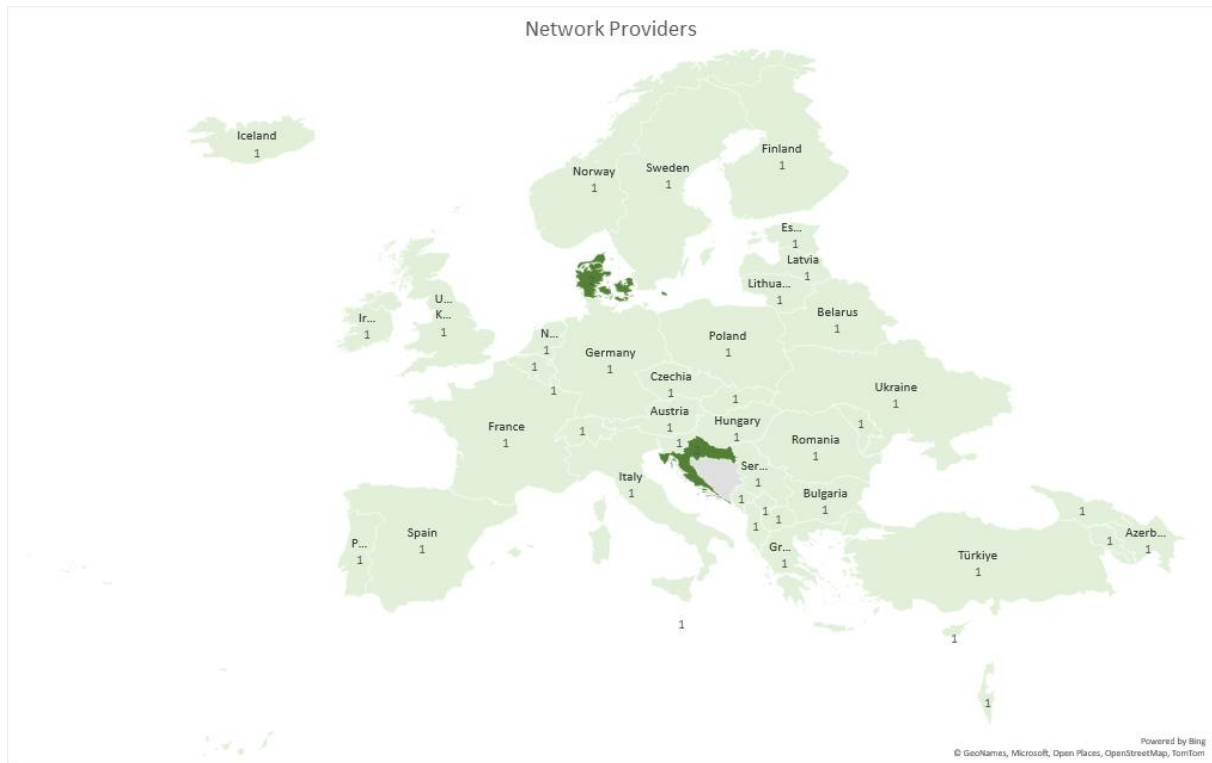 Network Providers
Iceland
1
Finland
1
Norway
1
Sweden
1
Es...
1
Latvia
1
Lithua...
1
Belarus
1
U...
K...
1
Ir...
1
N...
1
1
1
Germany
1
Poland
1
Czechia
1
1
Ukraine
1
Austria
1
France
1
1
1
Hungary
1
Romania
1
1
Italy
1
Ser...
1
1
1
1
1
Bulgaria
1
Gr...
1
Spain
1
P...
1
Türkiye
1
1
1
Azerb...
1
1
1
1
Powered by Bing
© GeoNames, Microsoft, Open Places, OpenStreetMap, TomTom